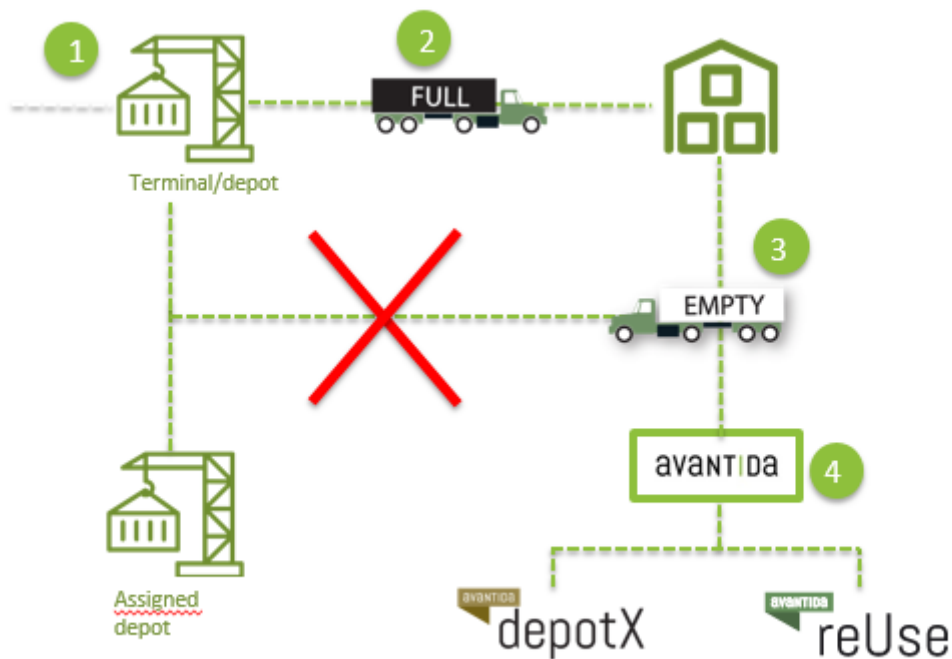 1
2
FULL
Terminal/depot
3
EMPTY
avantida
4
Assigned
depot
avantida
depotX
avantida
reUse